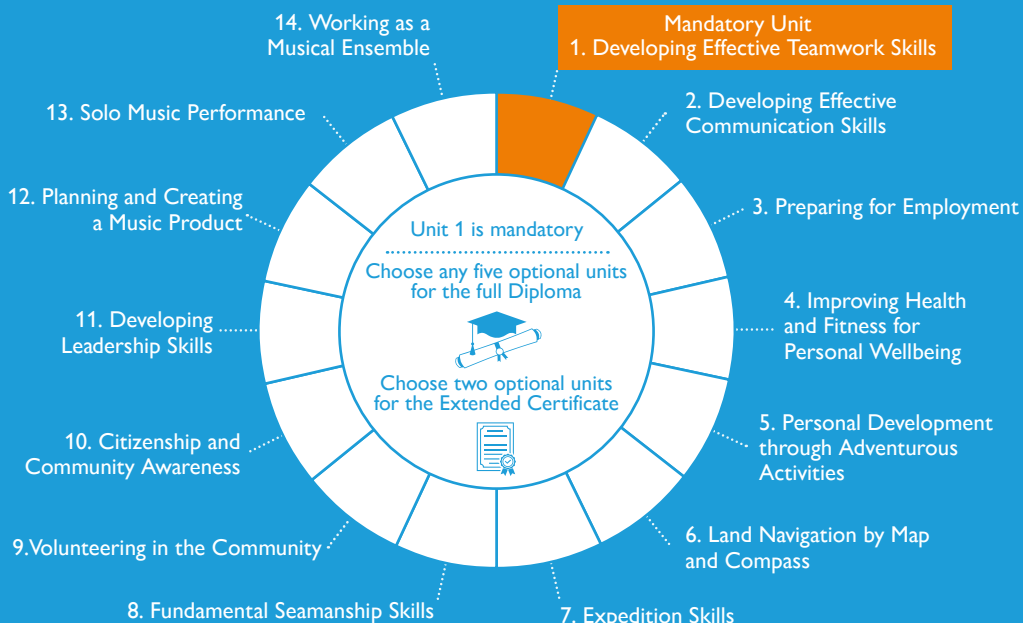 Mandatory Unit
1. Developing Effective Teamwork Skills
2. Developing Effective
Communication Skills
3. Preparing for Employment
4. Improving Health
and Fitness for
Personal Wellbeing
5. Personal Development
through Adventurous
Activities
6. Land Navigation by Map
and Compass
7. Expedition Skills
8. Fundamental Seamanship Skills
9.Volunteering in the Community
10. Citizenship and
Community Awareness
11. Developing
Leadership Skills
12. Planning and Creating
a Music Product
13. Solo Music Performance
14. Working as a
Musical Ensemble
Unit 1 is mandatory
Choose any five optional units
for the full Diploma
Choose two optional units
for the Extended Certificate